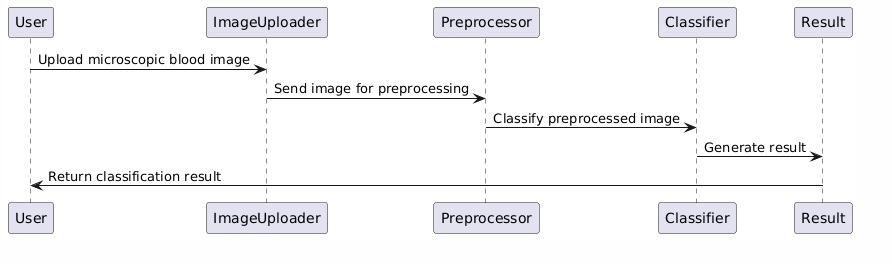 User ImageUploader Preprocessor Classifier Result
Upload microscopic blood image
Send image for preprocessing
Classify preprocessed image
Generate result
Return classification result
User ImageUploader Preprocessor Classifier Result